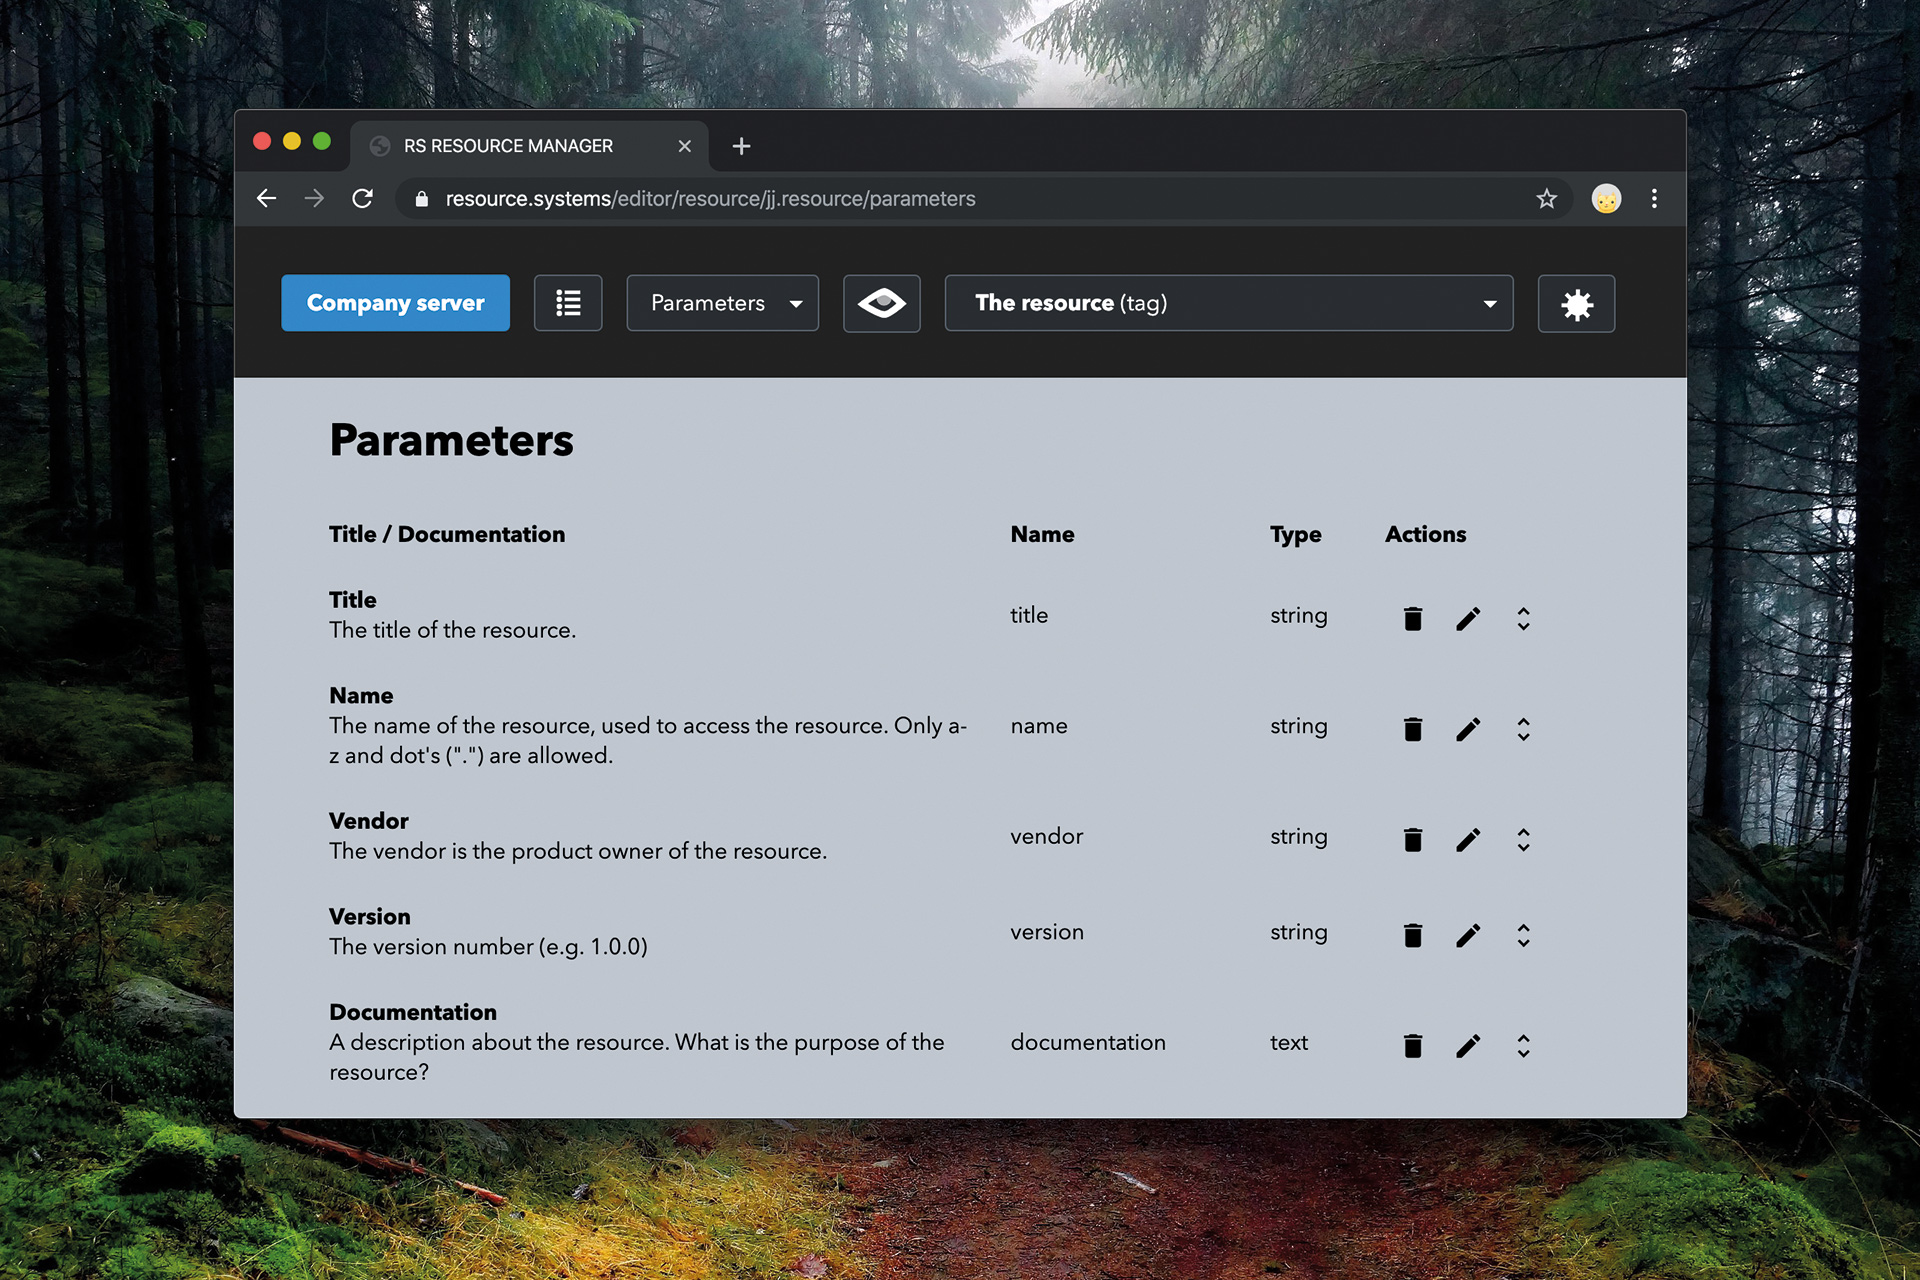 RS RESOURCE MANAGER
resource.systems/editor/resource/jj.resource/parameters
Company server
Parameters
The resource (tag)
Parameters
Title / Documentation Name Type Actions
Title
The title of the resource.
title string
Name
The name of the resource, used to access the resource. Only a-
z and dot's (".") are allowed.
name string
Vendor
The vendor is the product owner of the resource.
vendor string
Version
The version number (e.g. 1.0.0)
version string
Documentation
A description about the resource. What is the purpose of the
resource?
documentation text